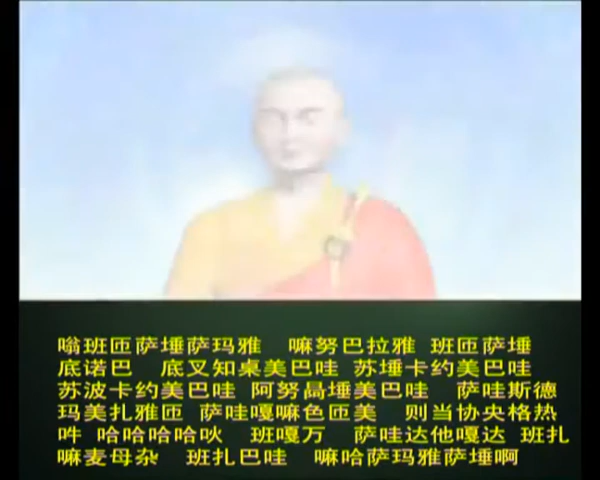 嗡班匝萨埵萨玛雅 嘛努巴拉雅 班匝萨埵
底诺巴 底叉知桌美巴哇 苏埵卡约美巴哇
苏波卡约美巴哇 阿努晶埵美巴哇 萨哇斯德
玛美扎雅匝 萨哇嘎嘛色匝美 则当协央格热
吽 哈哈哈哈吙 班嘎万 萨哇达他嘎达 班扎
嘛麦母杂 班扎巴哇 嘛哈萨玛雅萨埵啊